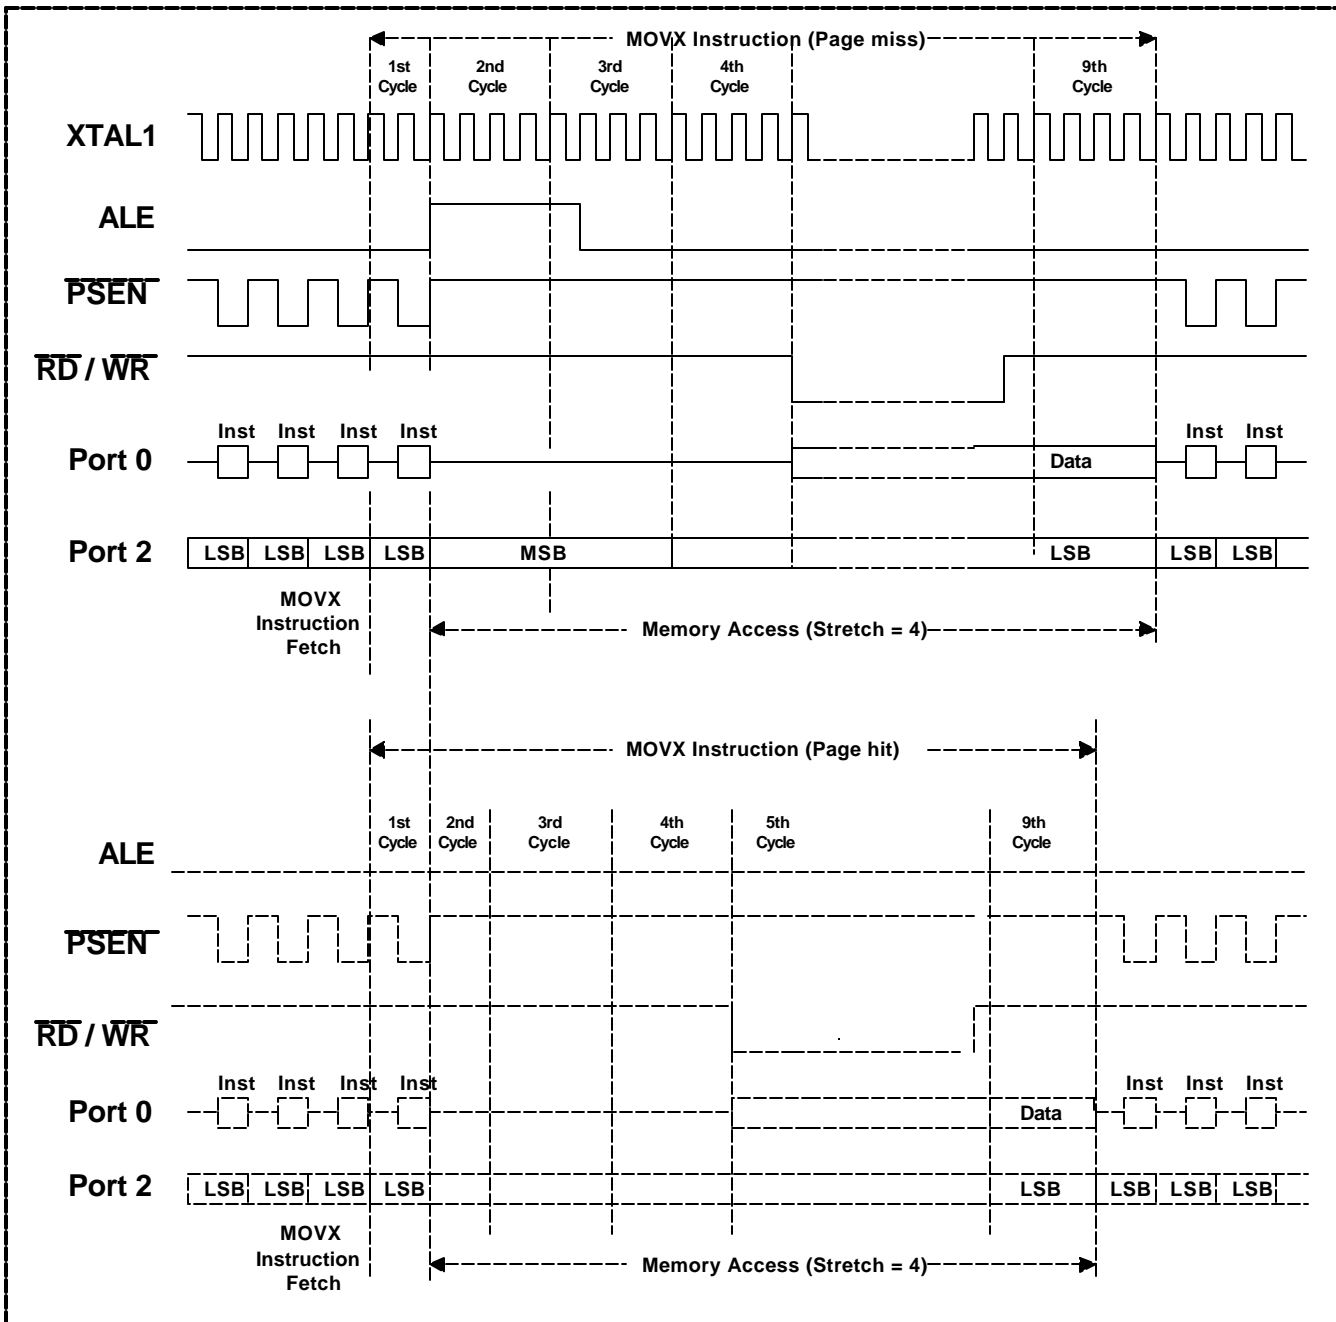 MOVX Instruction (Page miss)
1st Cycle
2nd Cycle
3rd Cycle
4th Cycle
9th Cycle
XTAL1
ALE
PSEN
RD / WR
Inst Inst Inst Inst Inst Inst
Port 0
Data
Port 2
LSB LSB LSB LSB MSB LSB LSB LSB
MOVX
Instruction
Fetch
Memory Access (Stretch = 4)
MOVX Instruction (Page hit)
1st Cycle
2nd Cycle
3rd Cycle
4th Cycle
5th Cycle
9th Cycle
ALE
PSEN
RD / WR
Inst Inst Inst Inst Inst Inst Inst
Port 0
Data
Port 2
LSB LSB LSB LSB LSB LSB LSB LSB
MOVX
Instruction
Fetch
Memory Access (Stretch = 4)